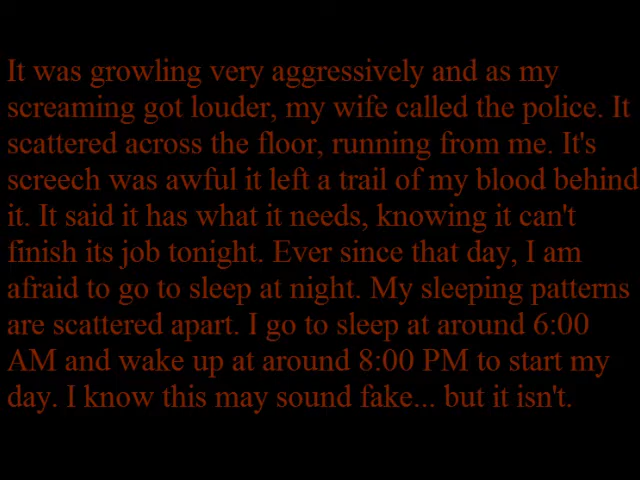 It was growling very aggressively and as my
screaming got louder, my wife called the police. It
scattered across the floor, running from me. It's
screech was awful it left a trail of my blood behind
it. It said it has what it needs, knowing it can't
finish its job tonight. Ever since that day, I am
afraid to go to sleep at night. My sleeping patterns
are scattered apart. I go to sleep at around 6:00
AM and wake up at around 8:00 PM to start my
day. I know this may sound fake... but it isn't.